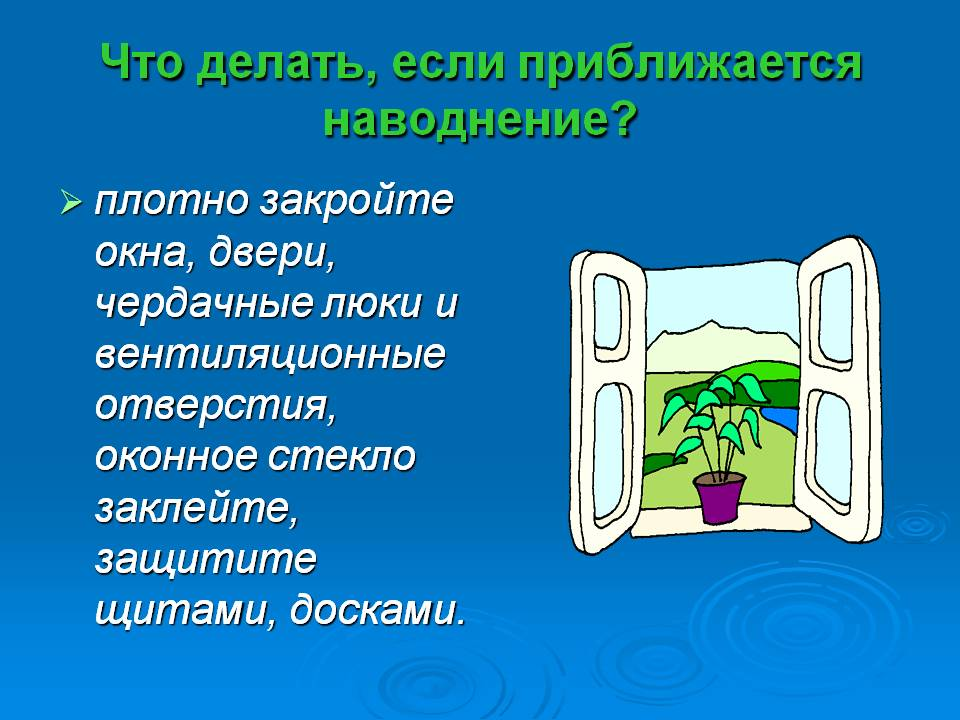 Что делать, если приближается
наводнение?
плотно закройте
окна, двери,
чердачные люки и
вентиляционные
отверстия,
оконное стекло
заклейте,
защитите
щитами, досками.